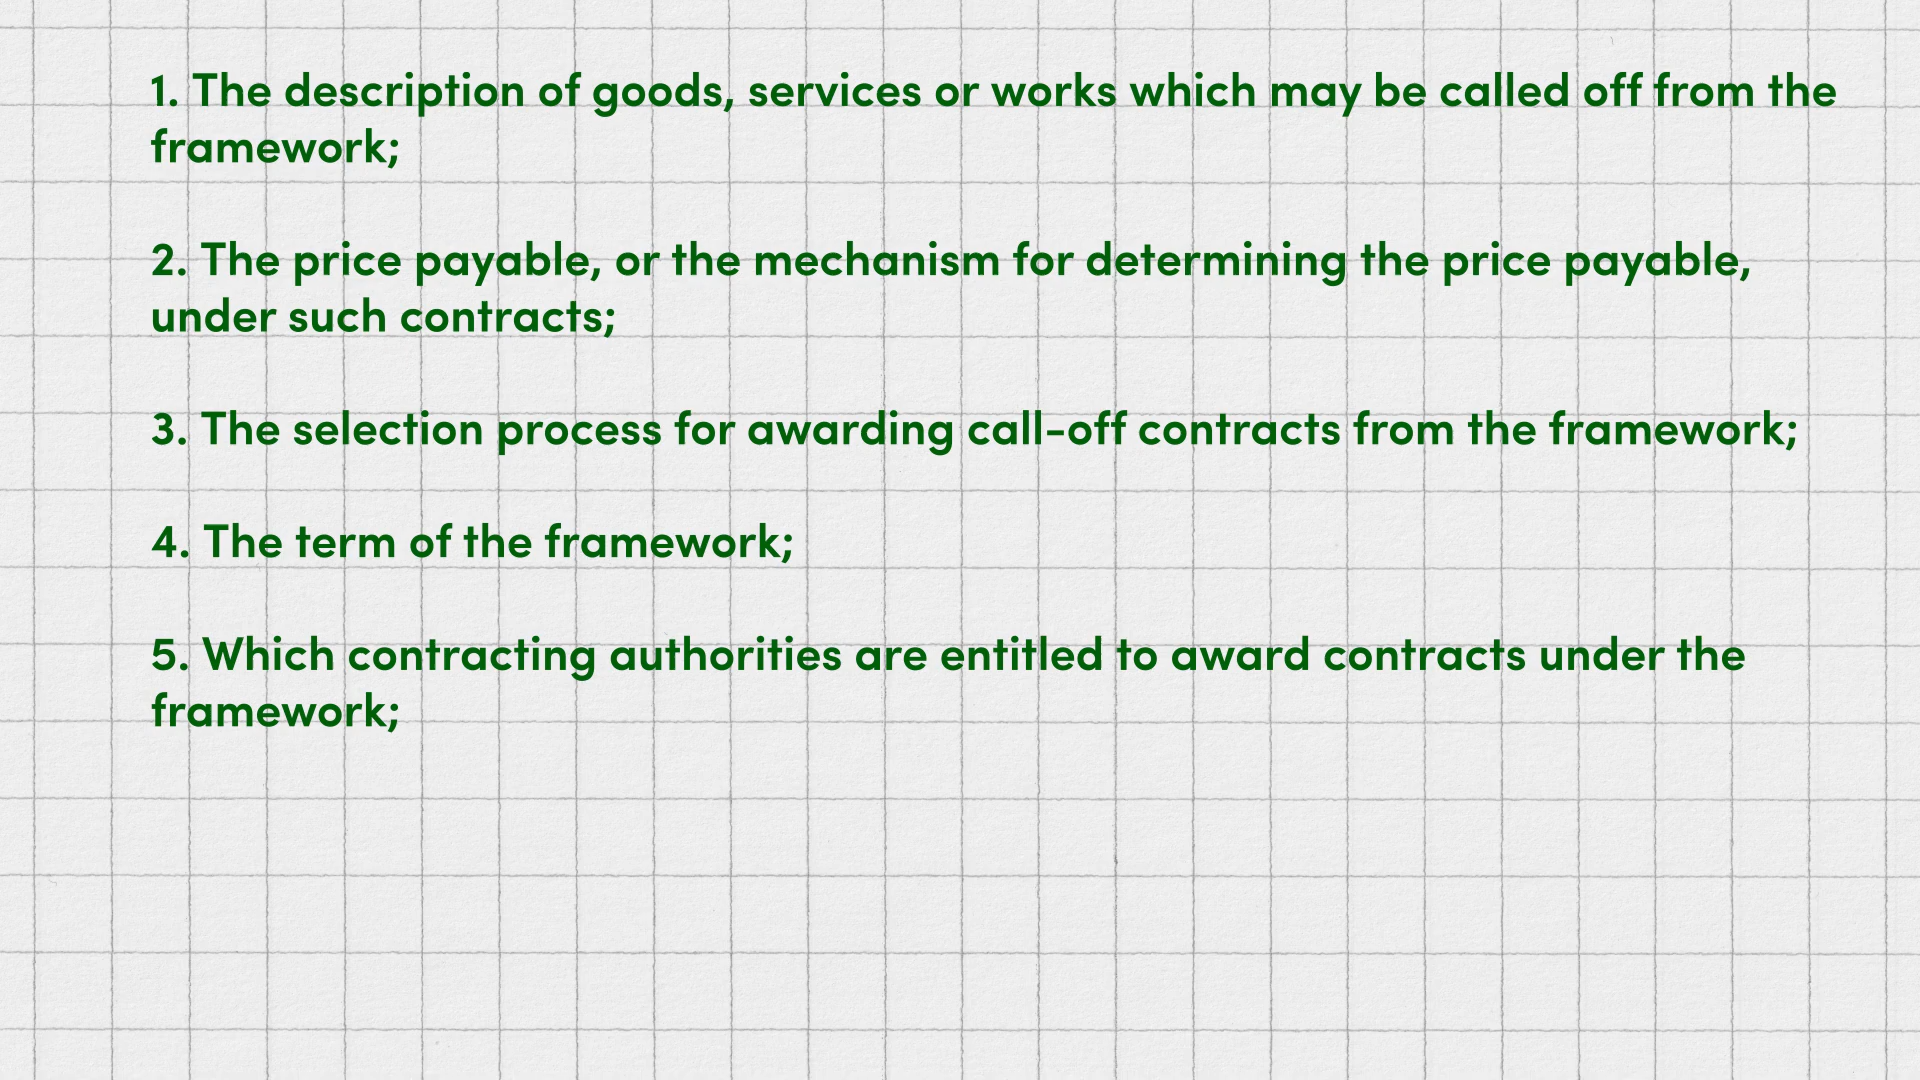 1. The description of goods, services or works which may be called off from the
framework;
2. The price payable, or the mechanism for determining the price payable,
under such contracts;
3. The selection process for awarding call-off contracts from the framework;
4. The term of the framework;
5. Which contracting authorities are entitled to award contracts under the
framework;